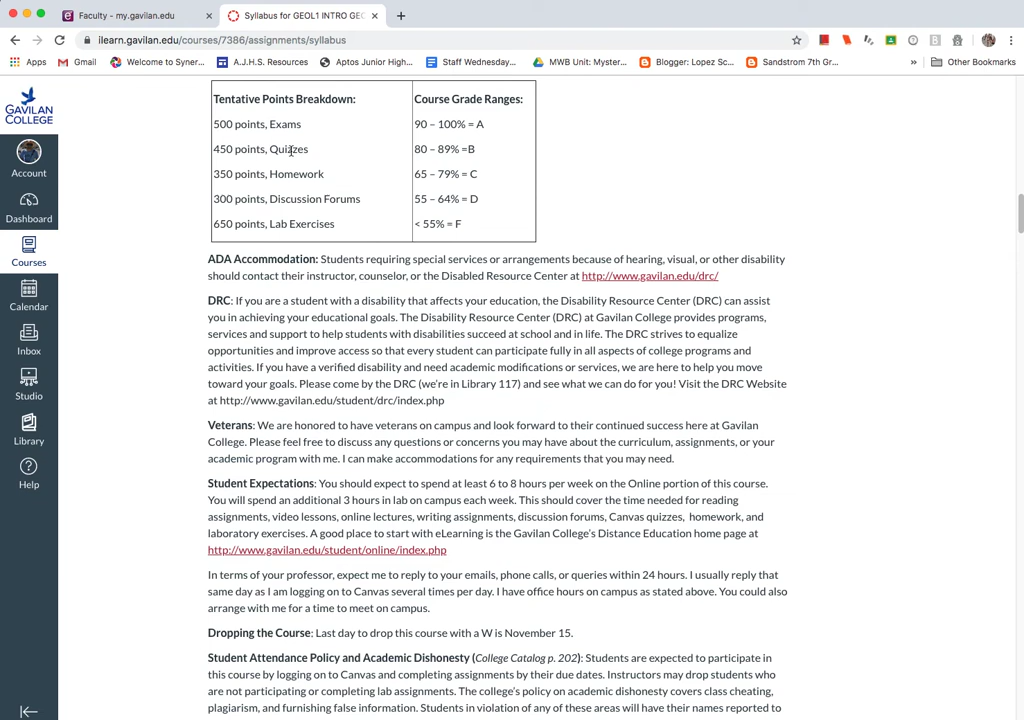 Faculty - my.gavilan.edu
Syllabus for GEOL1 INTRO GEO
ilearn.gavilan.edu/courses/7386/assignments/syllabus
Apps
Gmail
Welcome to Syner...
A.J.H.S. Resources
Aptos Junior High...
Staff Wednesday...
MWB Unit: Myster...
Blogger: Lopez Sc...
Sandstrom 7th Gr...
»
Other Bookmarks
GAVILAN
COLLEGE
Account
Dashboard
Courses
Calendar
Inbox
Studio
Library
Help
Tentative Points Breakdown:
500 points, Exams
450 points, Quizzes
350 points, Homework
300 points, Discussion Forums
650 points, Lab Exercises
Course Grade Ranges:
90 – 100% = A
80 – 89% =B
65 – 79% = C
55 – 64% = D
< 55% = F
ADA Accommodation: Students requiring special services or arrangements because of hearing, visual, or other disability
should contact their instructor, counselor, or the Disabled Resource Center at http://www.gavilan.edu/drc/
DRC: If you are a student with a disability that affects your education, the Disability Resource Center (DRC) can assist
you in achieving your educational goals. The Disability Resource Center (DRC) at Gavilan College provides programs,
services and support to help students with disabilities succeed at school and in life. The DRC strives to equalize
opportunities and improve access so that every student can participate fully in all aspects of college programs and
activities. If you have a verified disability and need academic modifications or services, we are here to help you move
toward your goals. Please come by the DRC (we're in Library 117) and see what we can do for you! Visit the DRC Website
at http://www.gavilan.edu/student/drc/index.php
Veterans: We are honored to have veterans on campus and look forward to their continued success here at Gavilan
College. Please feel free to discuss any questions or concerns you may have about the curriculum, assignments, or your
academic program with me. I can make accommodations for any requirements that you may need.
Student Expectations: You should expect to spend at least 6 to 8 hours per week on the Online portion of this course.
You will spend an additional 3 hours in lab on campus each week. This should cover the time needed for reading
assignments, video lessons, online lectures, writing assignments, discussion forums, Canvas quizzes, homework, and
laboratory exercises. A good place to start with eLearning is the Gavilan College's Distance Education home page at
http://www.gavilan.edu/student/online/index.php
In terms of your professor, expect me to reply to your emails, phone calls, or queries within 24 hours. I usually reply that
same day as I am logging on to Canvas several times per day. I have office hours on campus as stated above. You could also
arrange with me for a time to meet on campus.
Dropping the Course: Last day to drop this course with a W is November 15.
Student Attendance Policy and Academic Dishonesty (College Catalog p. 202): Students are expected to participate in
this course by logging on to Canvas and completing assignments by their due dates. Instructors may drop students who
are not participating or completing lab assignments. The college's policy on academic dishonesty covers class cheating,
plagiarism, and furnishing false information. Students in violation of any of these areas will have their names reported to